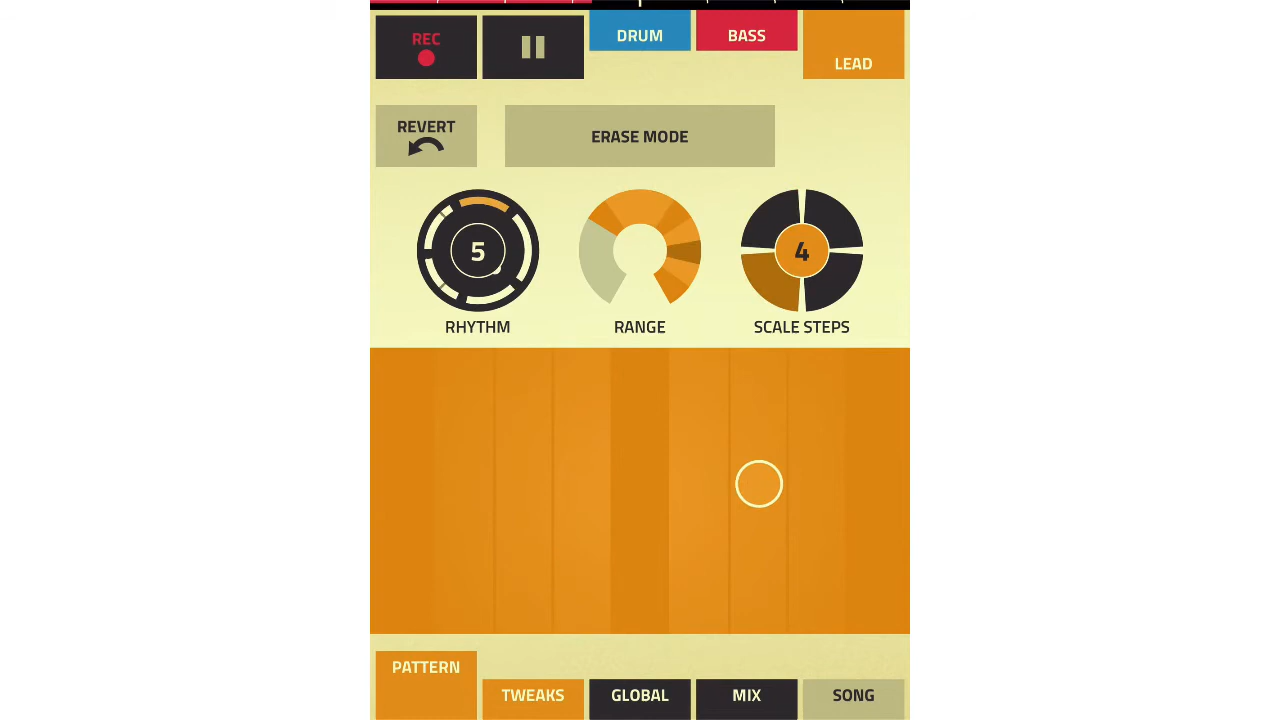 REC
DRUM
BASS
LEAD
REVERT
ERASE MODE
5
4
RHYTHM
RANGE
SCALE STEPS
PATTERN
TWEAKS
GLOBAL
MIX
SONG